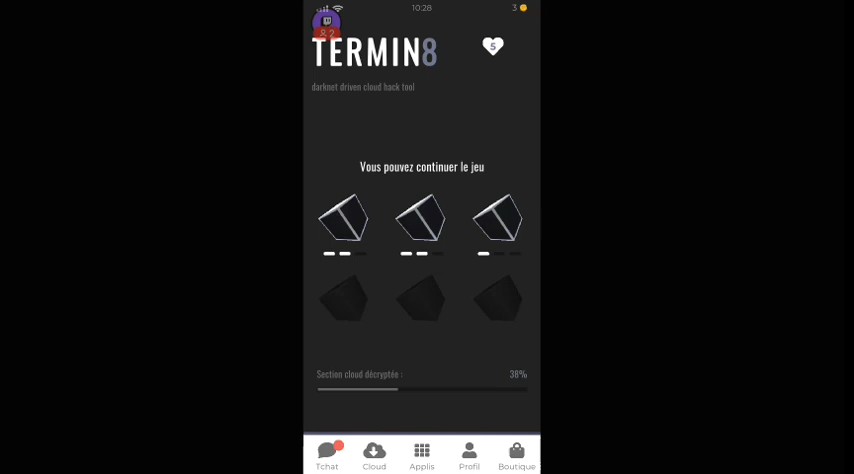 10:28
3
2
TERMIN8
5
darknet driven cloud hack tool
Vous pouvez continuer le jeu
Section cloud décryptée :
38%
Tchat
Cloud
Applis
Profil
Boutique